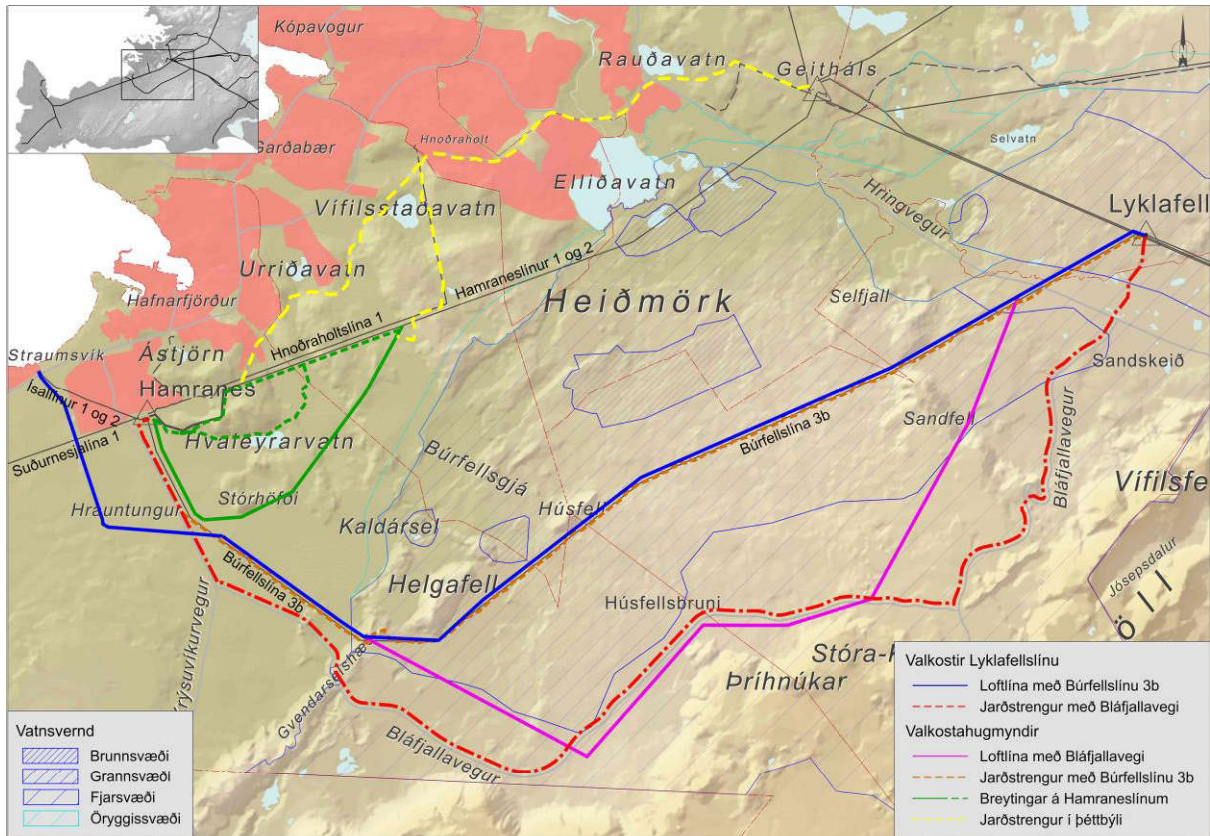 Kópavogur
Rauðavatn
Geitháls
Hnoðraholt
Garðabær
Selvatn
Elliðavatn
Hringvegur
Vífilsstaðavatn
Lyklafell
Urriðavatn
Hamraneslínur 1 og 2
Heiðmörk
Hafnarfjörður
Selfjall
Hnoðraholtslína 1
Straumsvík
Ástjörn
Sandskeið
Hamranes
Ísallínur 1 og 2
Suðurnesjalína 1
Sandfell
Hvaleyrarvatn
Búrfellslína 3b
Bláfjallavegur
Búrfellsgjá
Vífilsfe
Stórhöfði
Húsfell
Hrauntungur
Kaldársel
Jósepsdalur
Helgafell
Búrfellslína 3b
Húsfellsbruni
Öll
Krýsuvíkurvegur
Stóra-K
Þríhnúkar
Bláfjallavegur
Vatnsvernd
Brunnsvæði
Grannsvæði
Fjarsvæði
Öryggissvæði
Valkostir Lyklafellslínu
Loftlína með Búrfellslínu 3b
Jarðstrengur með Bláfjallavegi
Valkostahugmyndir
Loftlína með Bláfjallavegi
Jarðstrengur með Búrfellslínu 3b
Breytingar á Hamraneslínum
Jarðstrengur í þéttbýli